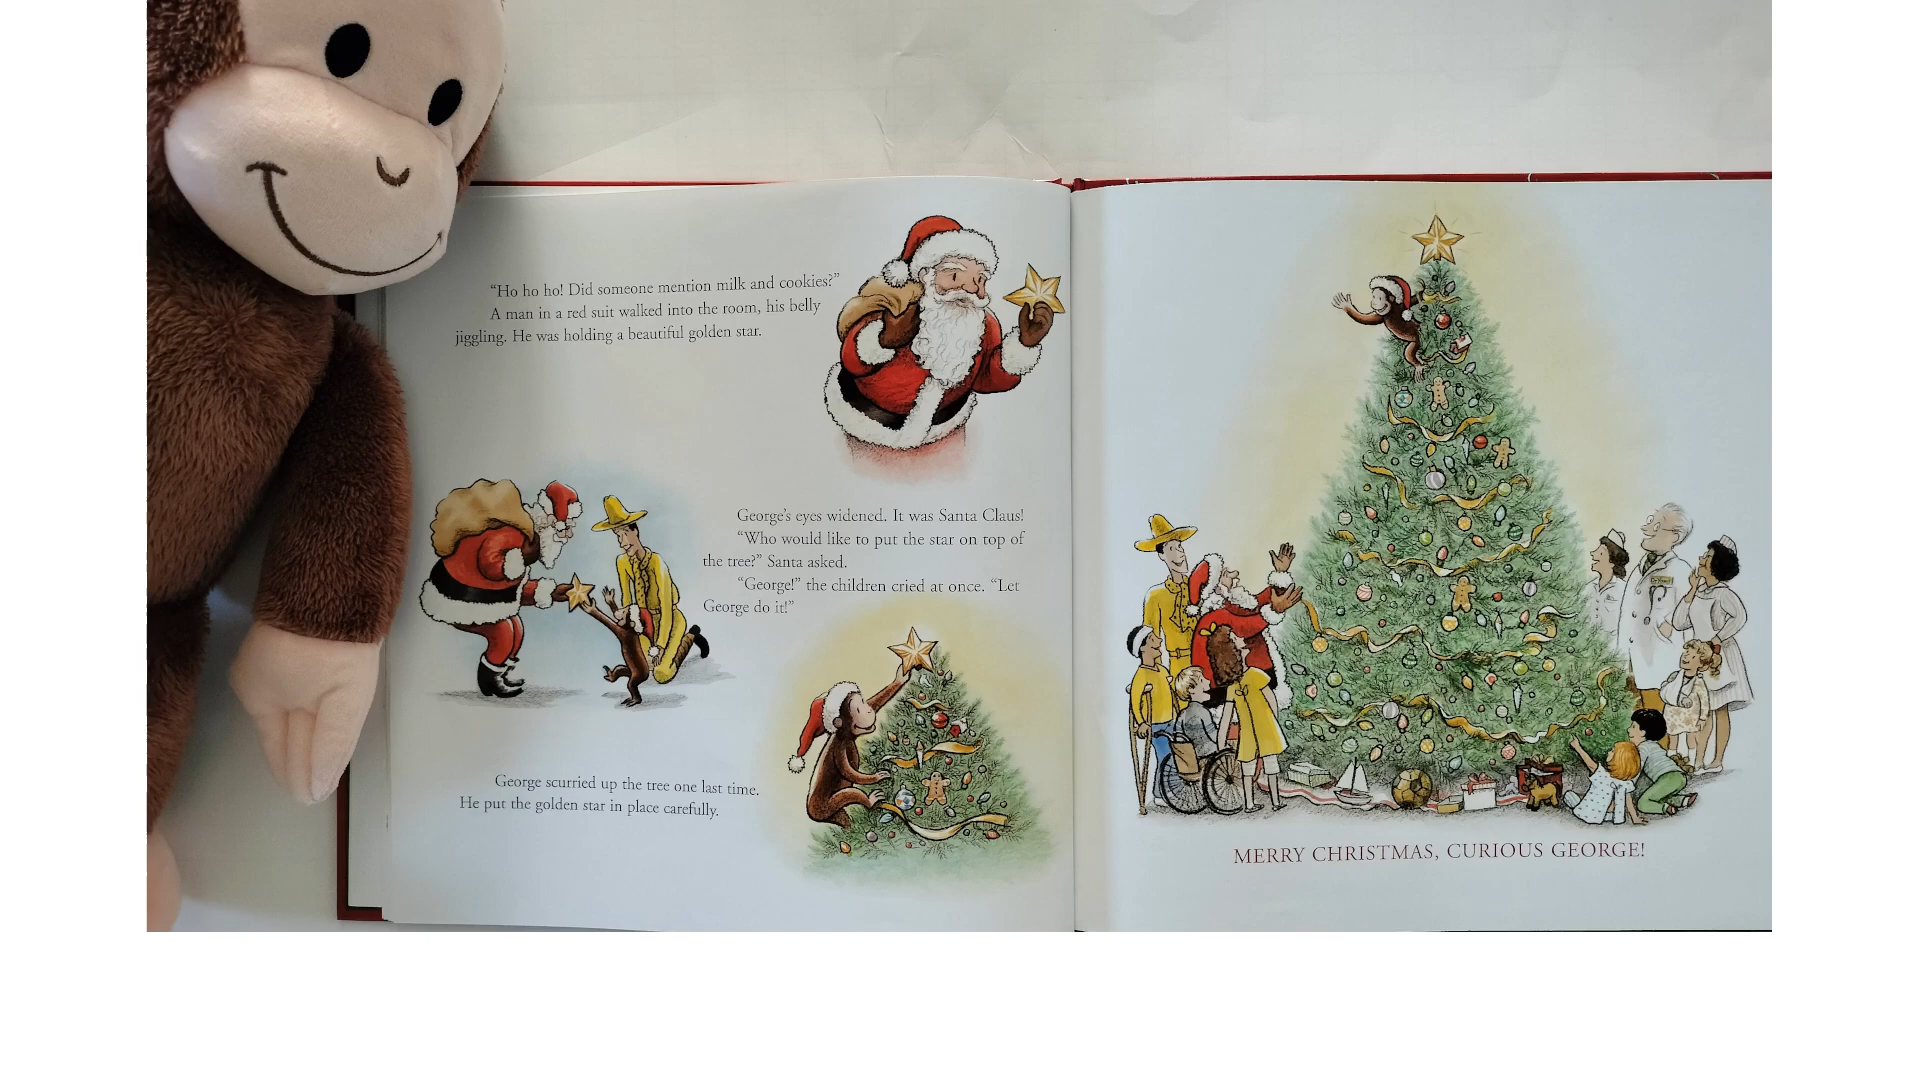 “Ho ho ho! Did someone mention milk and cookies?”
A man in a red suit walked into the room, his belly
jiggling. He was holding a beautiful golden star.
George’s eyes widened. It was Santa Claus!
“Who would like to put the star on top of
the tree?” Santa asked.
“George!” the children cried at once. “Let
George do it!”
George scurried up the tree one last time.
He put the golden star in place carefully.
MERRY CHRISTMAS, CURIOUS GEORGE!